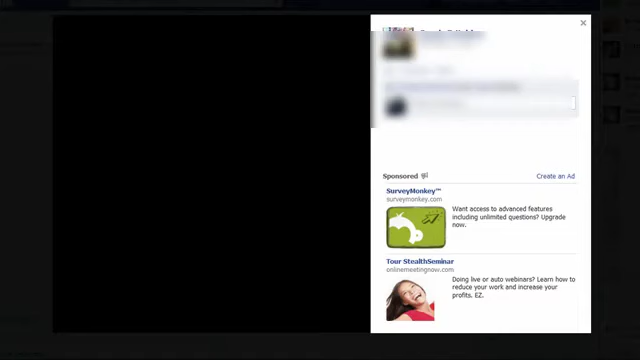 Sponsored
Create an Ad
SurveyMonkey™
surveymonkey.com
Want access to advanced features
including unlimited questions? Upgrade
now.
Tour StealthSeminar
onlinemeetingnow.com
Doing live or auto webinars? Learn how to
reduce your work and increase your
profits. EZ.